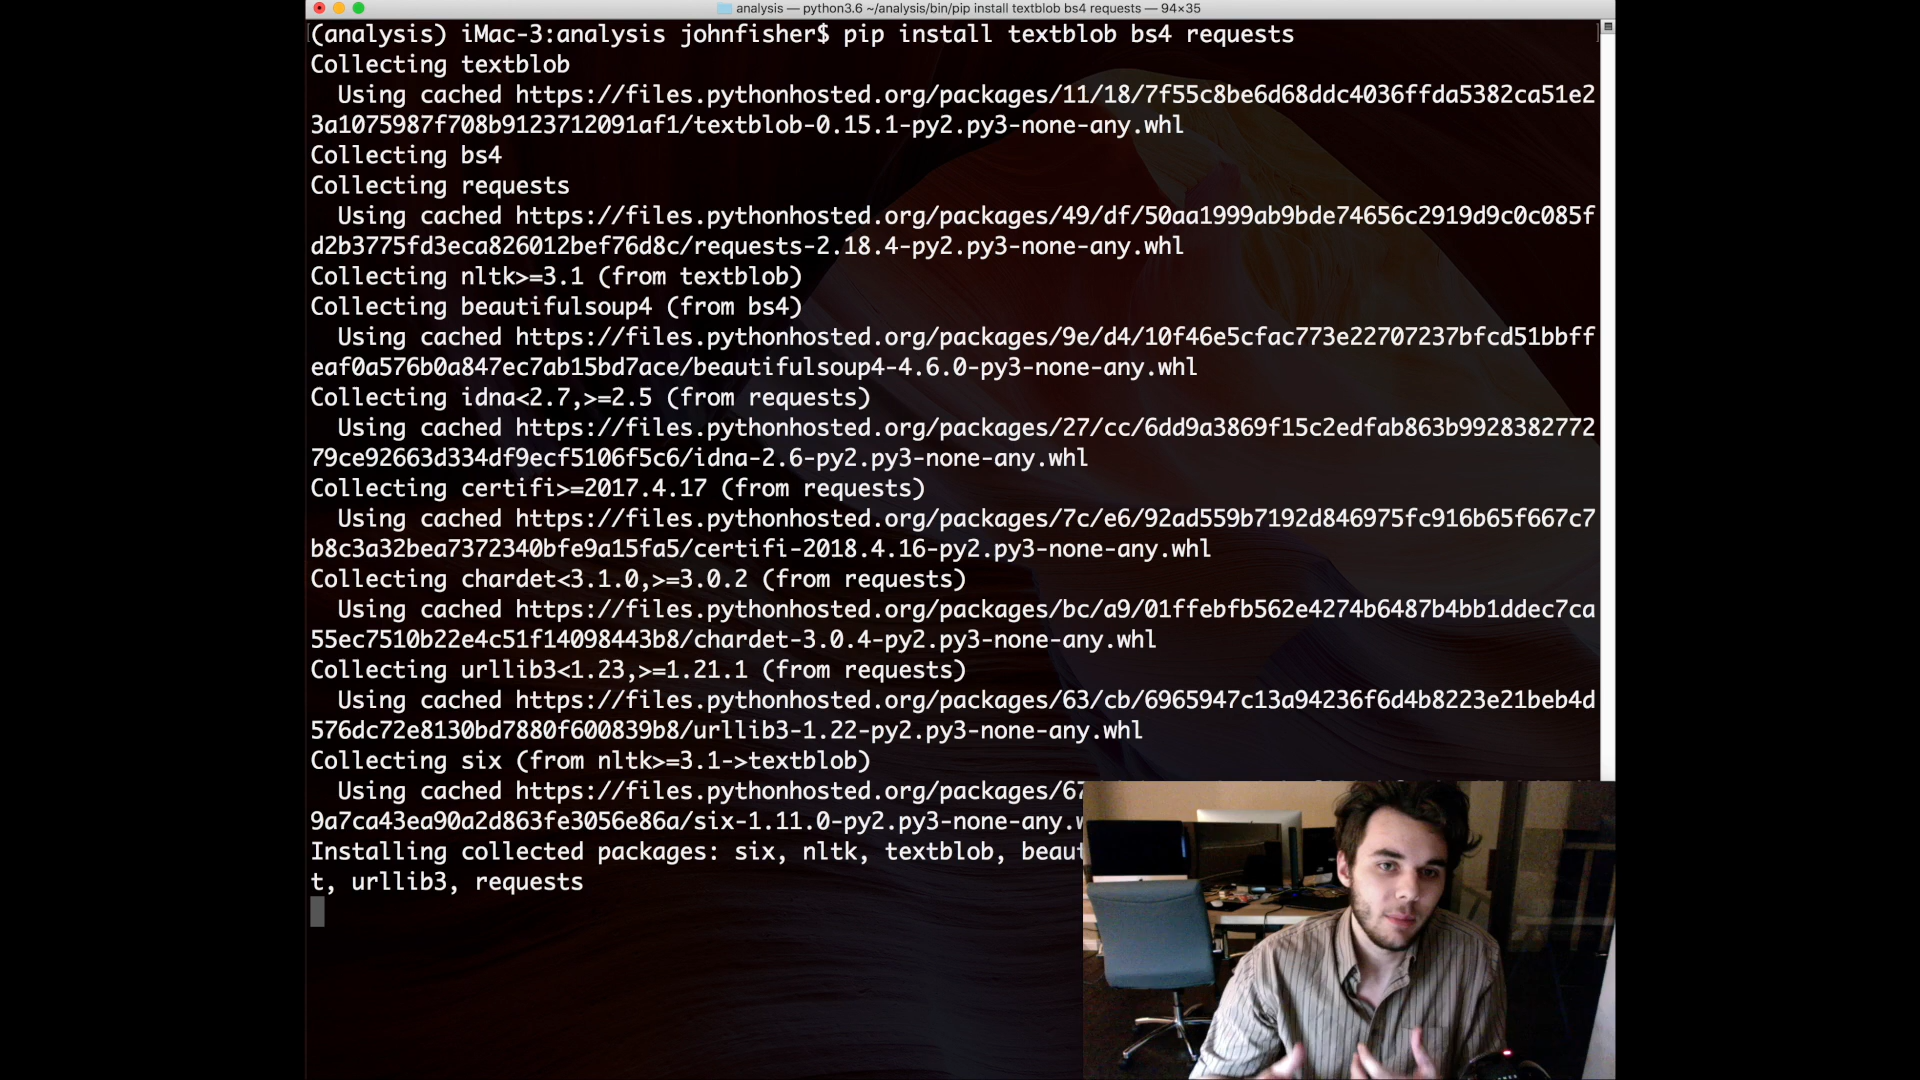 analysis — python3.6 ~/analysis/bin/pip install textblob bs4 requests — 94×35
(analysis) iMac-3:analysis johnfisher$ pip install textblob bs4 requests
Collecting textblob
Using cached https://files.pythonhosted.org/packages/11/18/7f55c8be6d68ddc4036ffda5382ca51e2
3a1075987f708b9123712091af1/textblob-0.15.1-py2.py3-none-any.whl
Collecting bs4
Collecting requests
Using cached https://files.pythonhosted.org/packages/49/df/50aa1999ab9bde74656c2919d9c0c085f
d2b3775fd3eca826012bef76d8c/requests-2.18.4-py2.py3-none-any.whl
Collecting nltk>=3.1 (from textblob)
Collecting beautifulsoup4 (from bs4)
Using cached https://files.pythonhosted.org/packages/9e/d4/10f46e5cfac773e22707237bfcd51bbff
eaf0a576b0a847ec7ab15bd7ace/beautifulsoup4-4.6.0-py3-none-any.whl
Collecting idna<2.7,>=2.5 (from requests)
Using cached https://files.pythonhosted.org/packages/27/cc/6dd9a3869f15c2edfab863b9928382772
79ce92663d334df9ecf5106f5c6/idna-2.6-py2.py3-none-any.whl
Collecting certifi>=2017.4.17 (from requests)
Using cached https://files.pythonhosted.org/packages/7c/e6/92ad559b7192d846975fc916b65f667c7
b8c3a32bea7372340bfe9a15fa5/certifi-2018.4.16-py2.py3-none-any.whl
Collecting chardet<3.1.0,>=3.0.2 (from requests)
Using cached https://files.pythonhosted.org/packages/bc/a9/01ffebfb562e4274b6487b4bb1ddec7ca
55ec7510b22e4c51f14098443b8/chardet-3.0.4-py2.py3-none-any.whl
Collecting urllib3<1.23,>=1.21.1 (from requests)
Using cached https://files.pythonhosted.org/packages/63/cb/6965947c13a94236f6d4b8223e21beb4d
576dc72e8130bd7880f600839b8/urllib3-1.22-py2.py3-none-any.whl
Collecting six (from nltk>=3.1->textblob)
Using cached https://files.pythonhosted.org/packages/67
9a7ca43ea90a2d863fe3056e86a/six-1.11.0-py2.py3-none-any.w
Installing collected packages: six, nltk, textblob, beaut
t, urllib3, requests